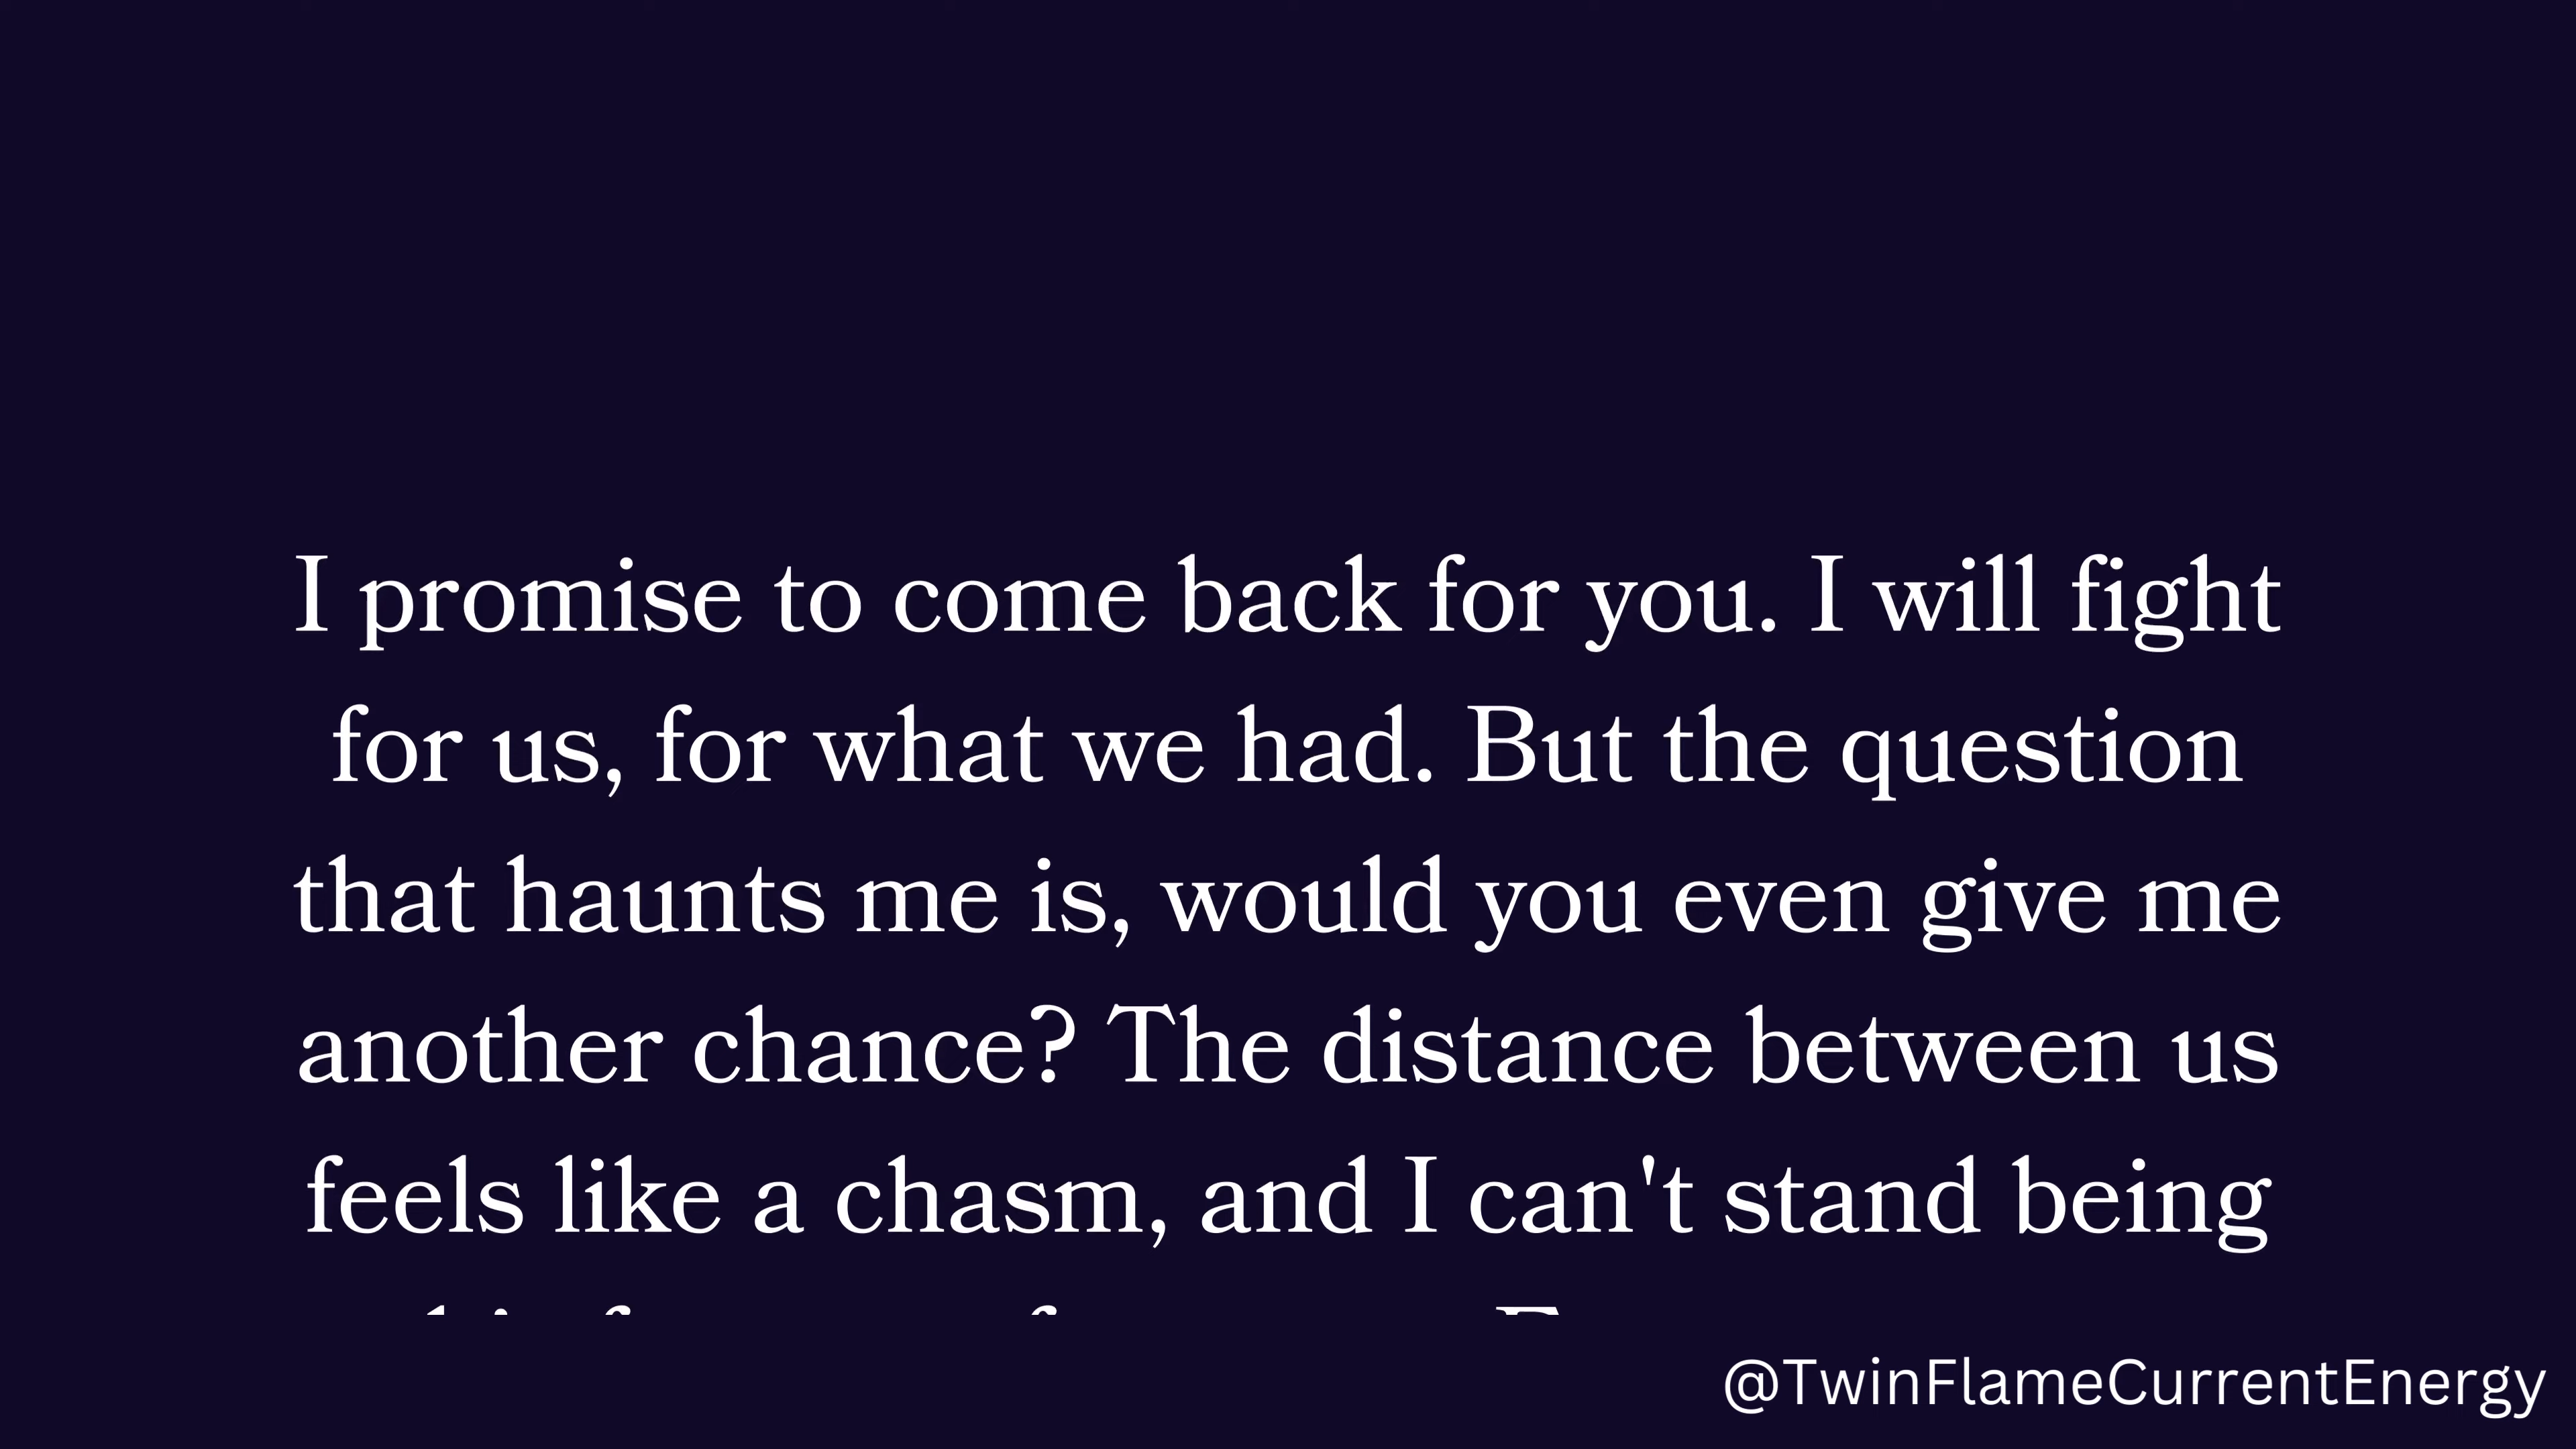 I promise to come back for you. I will fight
for us, for what we had. But the question
that haunts me is, would you even give me
another chance? The distance between us
feels like a chasm, and I can't stand being
@TwinFlameCurrentEnergy